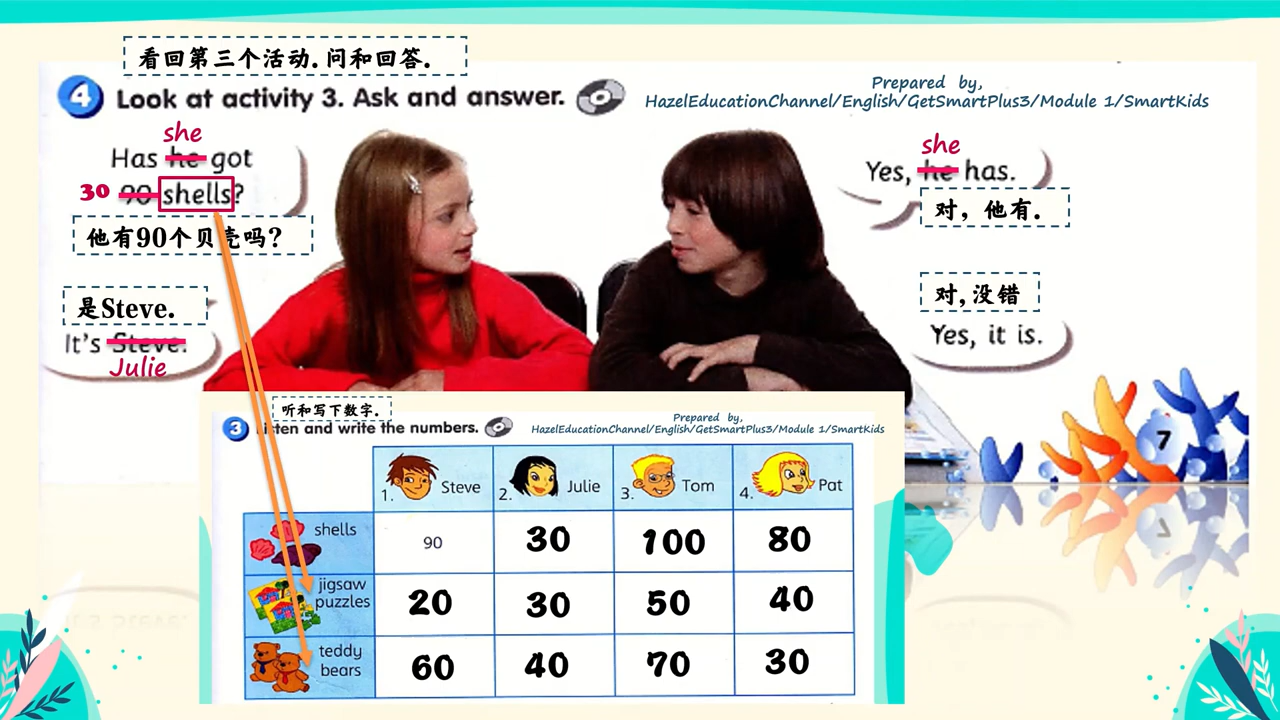 看回第三个活动.问和回答.
4 Look at activity 3. Ask and answer.
Prepared by,
HazelEducationChannel/English/GetSmartPlus3/Module 1/SmartKids
she
Has he got
30 90 shells?
他有90个贝壳吗?
是Steve.
It's Steve.
Julie
she
Yes, he has.
对，他有.
对,没错
Yes, it is.
7
听和写下数字.
3 Listen and write the numbers.
Prepared by,
HazelEducationChannel/English/GetSmartPlus3/Module 1/SmartKids
1. Steve 2. Julie 3. Tom 4. Pat
shells 90 30 100 80
jigsaw
puzzles 20 30 50 40
teddy
bears 60 40 70 30